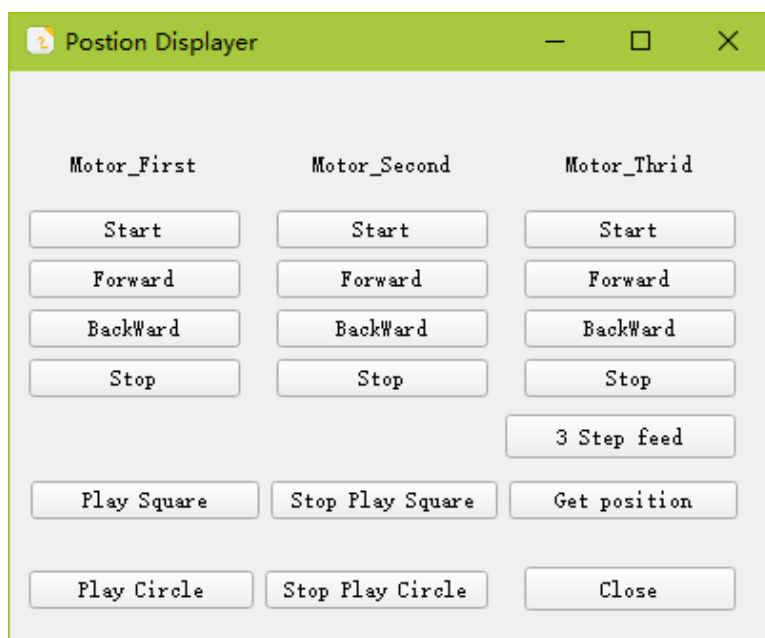 Postion Displayer
Motor_First Motor_Second Motor_Thrid
Start Start Start
Forward Forward Forward
BackWard BackWard BackWard
Stop Stop Stop
3 Step feed
Play Square Stop Play Square Get position
Play Circle Stop Play Circle Close